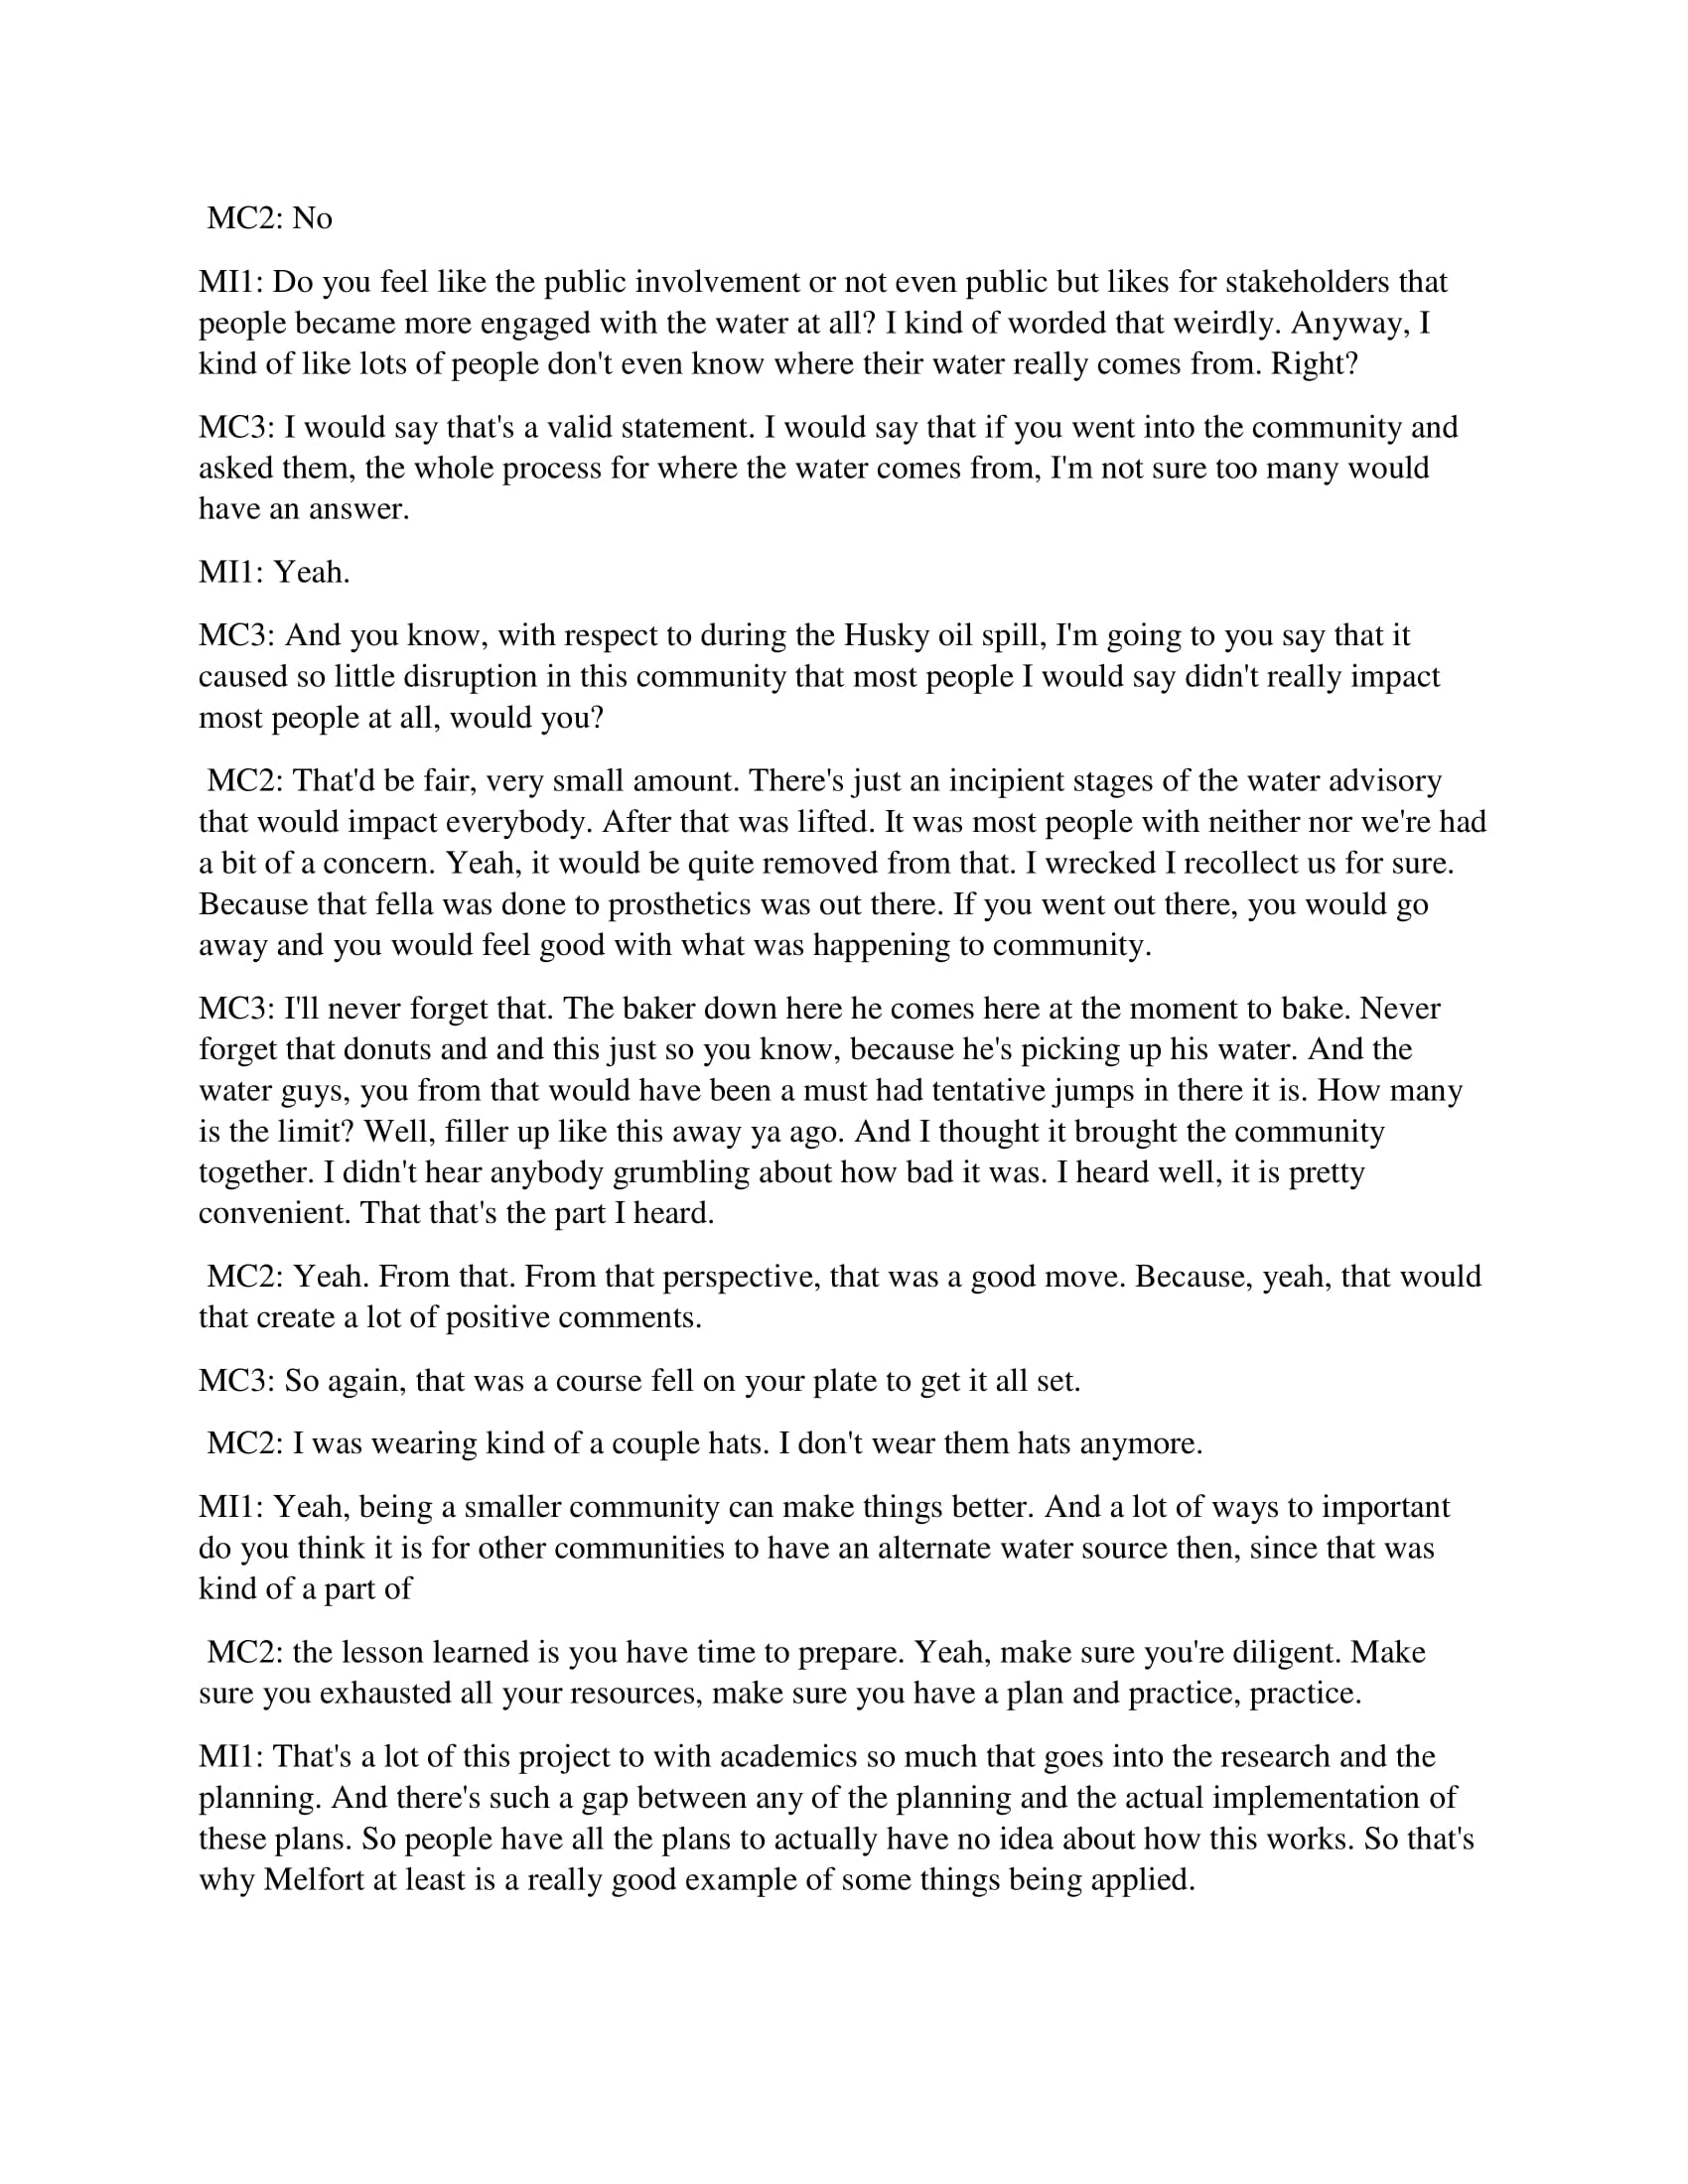 MC2: No
MI1: Do you feel like the public involvement or not even public but likes for stakeholders that
people became more engaged with the water at all? I kind of worded that weirdly. Anyway, I
kind of like lots of people don't even know where their water really comes from. Right?
MC3: I would say that's a valid statement. I would say that if you went into the community and
asked them, the whole process for where the water comes from, I'm not sure too many would
have an answer.
MI1: Yeah.
MC3: And you know, with respect to during the Husky oil spill, I'm going to you say that it
caused so little disruption in this community that most people I would say didn't really impact
most people at all, would you?
MC2: That'd be fair, very small amount. There's just an incipient stages of the water advisory
that would impact everybody. After that was lifted. It was most people with neither nor we're had
a bit of a concern. Yeah, it would be quite removed from that. I wrecked I recollect us for sure.
Because that fella was done to prosthetics was out there. If you went out there, you would go
away and you would feel good with what was happening to community.
MC3: I'll never forget that. The baker down here he comes here at the moment to bake. Never
forget that donuts and and this just so you know, because he's picking up his water. And the
water guys, you from that would have been a must had tentative jumps in there it is. How many
is the limit? Well, filler up like this away ya ago. And I thought it brought the community
together. I didn't hear anybody grumbling about how bad it was. I heard well, it is pretty
convenient. That that's the part I heard.
MC2: Yeah. From that. From that perspective, that was a good move. Because, yeah, that would
that create a lot of positive comments.
MC3: So again, that was a course fell on your plate to get it all set.
MC2: I was wearing kind of a couple hats. I don't wear them hats anymore.
MI1: Yeah, being a smaller community can make things better. And a lot of ways to important
do you think it is for other communities to have an alternate water source then, since that was
kind of a part of
MC2: the lesson learned is you have time to prepare. Yeah, make sure you're diligent. Make
sure you exhausted all your resources, make sure you have a plan and practice, practice.
MI1: That's a lot of this project to with academics so much that goes into the research and the
planning. And there's such a gap between any of the planning and the actual implementation of
these plans. So people have all the plans to actually have no idea about how this works. So that's
why Melfort at least is a really good example of some things being applied.